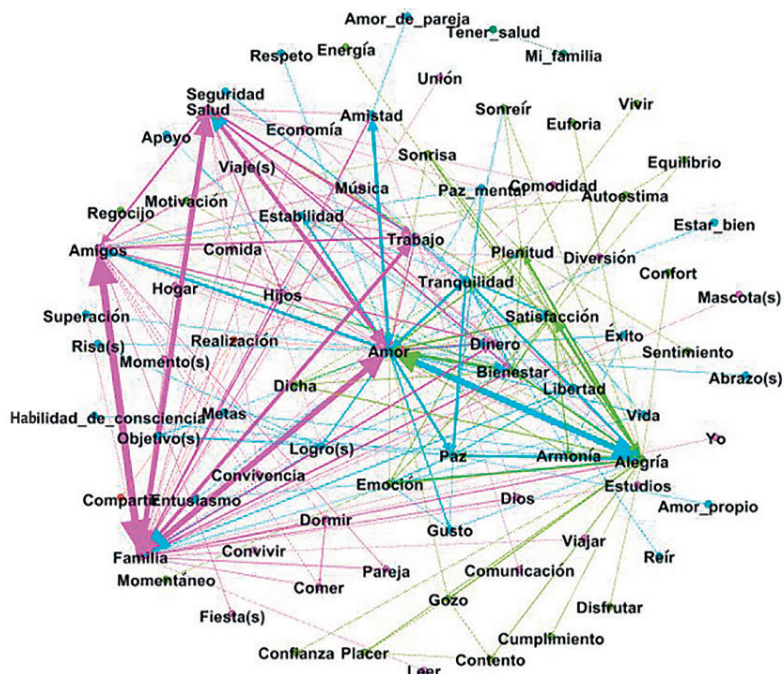 Amor_de_pareja
Tener_salud
Respeto
Energía
Mi_familia
Unión
Seguridad
Salud
Amistad
Sonreír
Vivir
Apoyo
Economía
Euforia
Sonrisa
Equilibrio
Viaje(s)
Música
Paz_mental
Comodidad
Autoestima
Motivación
Regocijo
Estabilidad
Estar_bien
Amigos
Comida
Trabajo
Plenitud
Diversión
Confort
Hogar
Hijos
Tranquilidad
Mascota(s)
Superación
Satisfacción
Risa(s)
Realización
Amor
Dinero
Éxito
Sentimiento
Momento(s)
Dicha
Bienestar
Libertad
Abrazo(s)
Habilidad_de_consciencia
Metas
Vida
Objetivo(s)
Logro(s)
Paz
Armonía
Alegría
Yo
Convivencia
Emoción
Estudios
Entusiasmo
Dios
Amor_propio
Dormir
Gusto
Familia
Convivir
Viajar
Reír
Momentáneo
Pareja
Comunicación
Comer
Gozo
Disfrutar
Fiesta(s)
Cumplimiento
Confianza
Placer
Contento
Leer